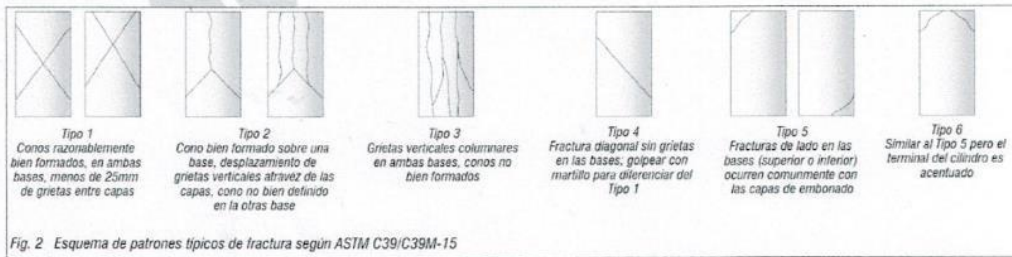 Tipo 1
Conos razonablemente
bien formados, en ambas
bases, menos de 25mm
de grietas entre capas
Tipo 2
Cono bien formado sobre una
base, desplazamiento de
grietas verticales atravez de las
capas, cono no bien definido
en la otras base
Tipo 3
Grietas verticales columnares
en ambas bases, conos no
bien formados
Tipo 4
Fractura diagonal sin grietas
en las bases; golpear con
martillo para diferenciar del
Tipo 1
Tipo 5
Fracturas de lado en las
bases (superior o inferior)
ocurren comunmente con
las capas de embonado
Tipo 6
Similar al Tipo 5 pero el
terminal del cilindro es
acentuado
Fig. 2 Esquema de patrones típicos de fractura según ASTM C39/C39M-15